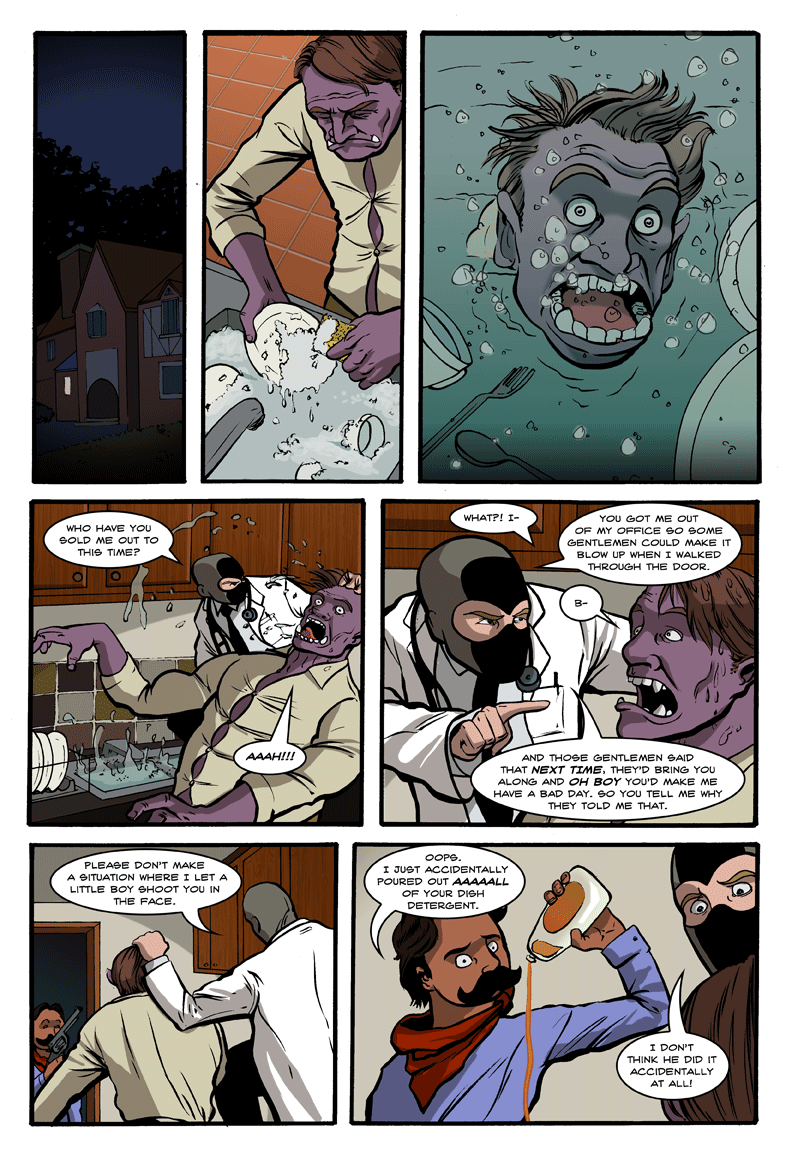 WHO HAVE YOU
SOLD ME OUT TO
THIS TIME?
AAAH!!!
WHAT?! I-
YOU GOT ME OUT
OF MY OFFICE SO SOME
GENTLEMEN COULD MAKE IT
BLOW UP WHEN I WALKED
THROUGH THE DOOR.
B-
AND THOSE GENTLEMEN SAID
THAT NEXT TIME, THEY'D BRING YOU
ALONG AND OH BOY YOU'D MAKE ME
HAVE A BAD DAY. SO YOU TELL ME WHY
THEY TOLD ME THAT.
PLEASE DON'T MAKE
A SITUATION WHERE I LET A
LITTLE BOY SHOOT YOU IN
THE FACE.
OOPS.
I JUST ACCIDENTALLY
POURED OUT AAAAALL
OF YOUR DISH
DETERGENT.
I DON'T
THINK HE DID IT
ACCIDENTALLY
AT ALL!